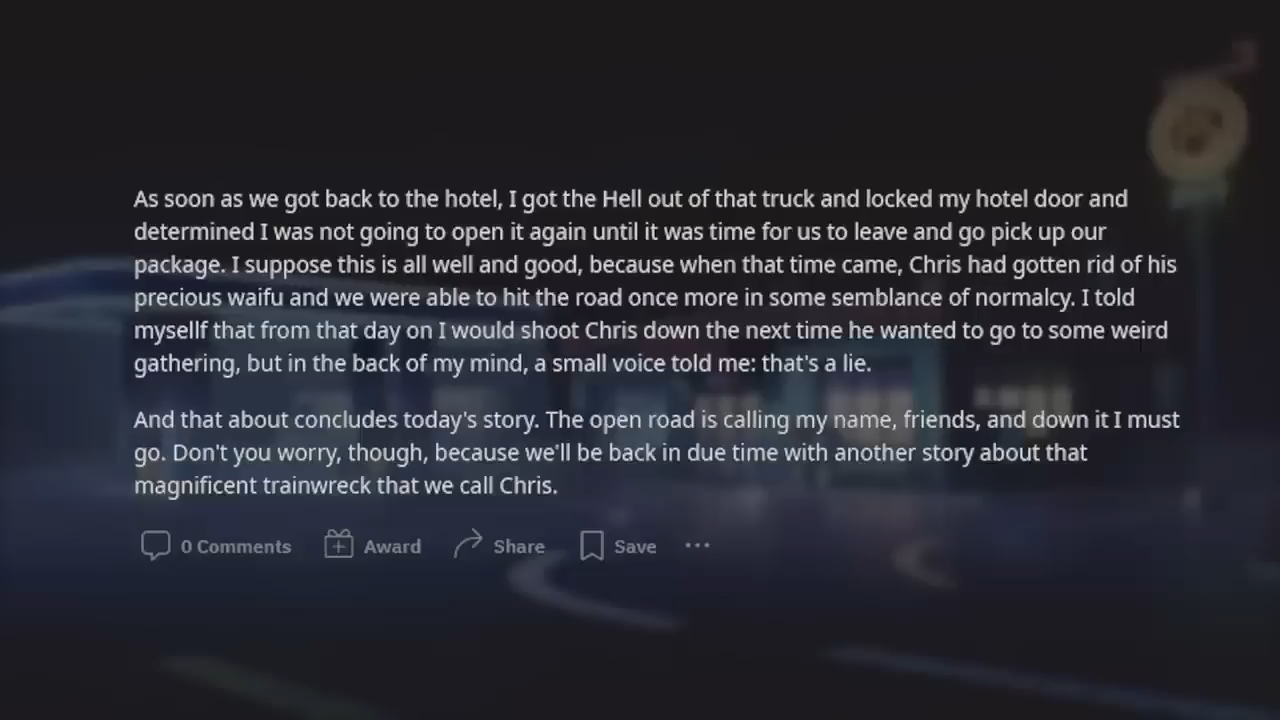 As soon as we got back to the hotel, I got the Hell out of that truck and locked my hotel door and
determined I was not going to open it again until it was time for us to leave and go pick up our
package. I suppose this is all well and good, because when that time came, Chris had gotten rid of his
precious waifu and we were able to hit the road once more in some semblance of normalcy. I told
mysellf that from that day on I would shoot Chris down the next time he wanted to go to some weird
gathering, but in the back of my mind, a small voice told me: that's a lie.
And that about concludes today's story. The open road is calling my name, friends, and down it I must
go. Don't you worry, though, because we'll be back in due time with another story about that
magnificent trainwreck that we call Chris.
0 Comments Award Share Save ···